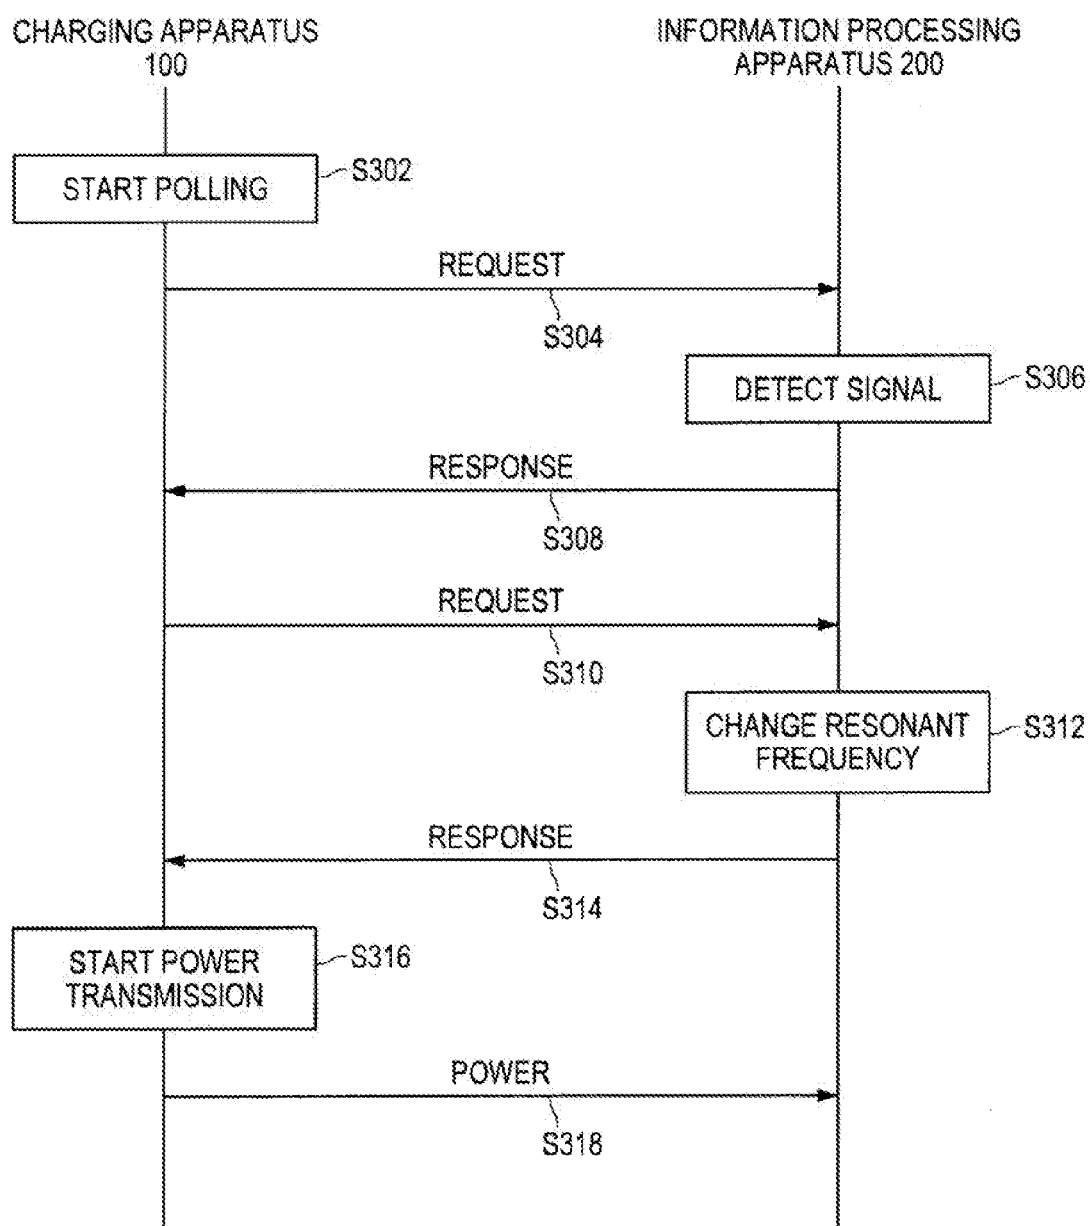 CHARGING APPARATUS
100
INFORMATION PROCESSING
APPARATUS 200
START POLLING
S302
REQUEST
S304
DETECT SIGNAL
S306
RESPONSE
S308
REQUEST
S310
CHANGE RESONANT
FREQUENCY
S312
RESPONSE
S314
START POWER
TRANSMISSION
S316
POWER
S318